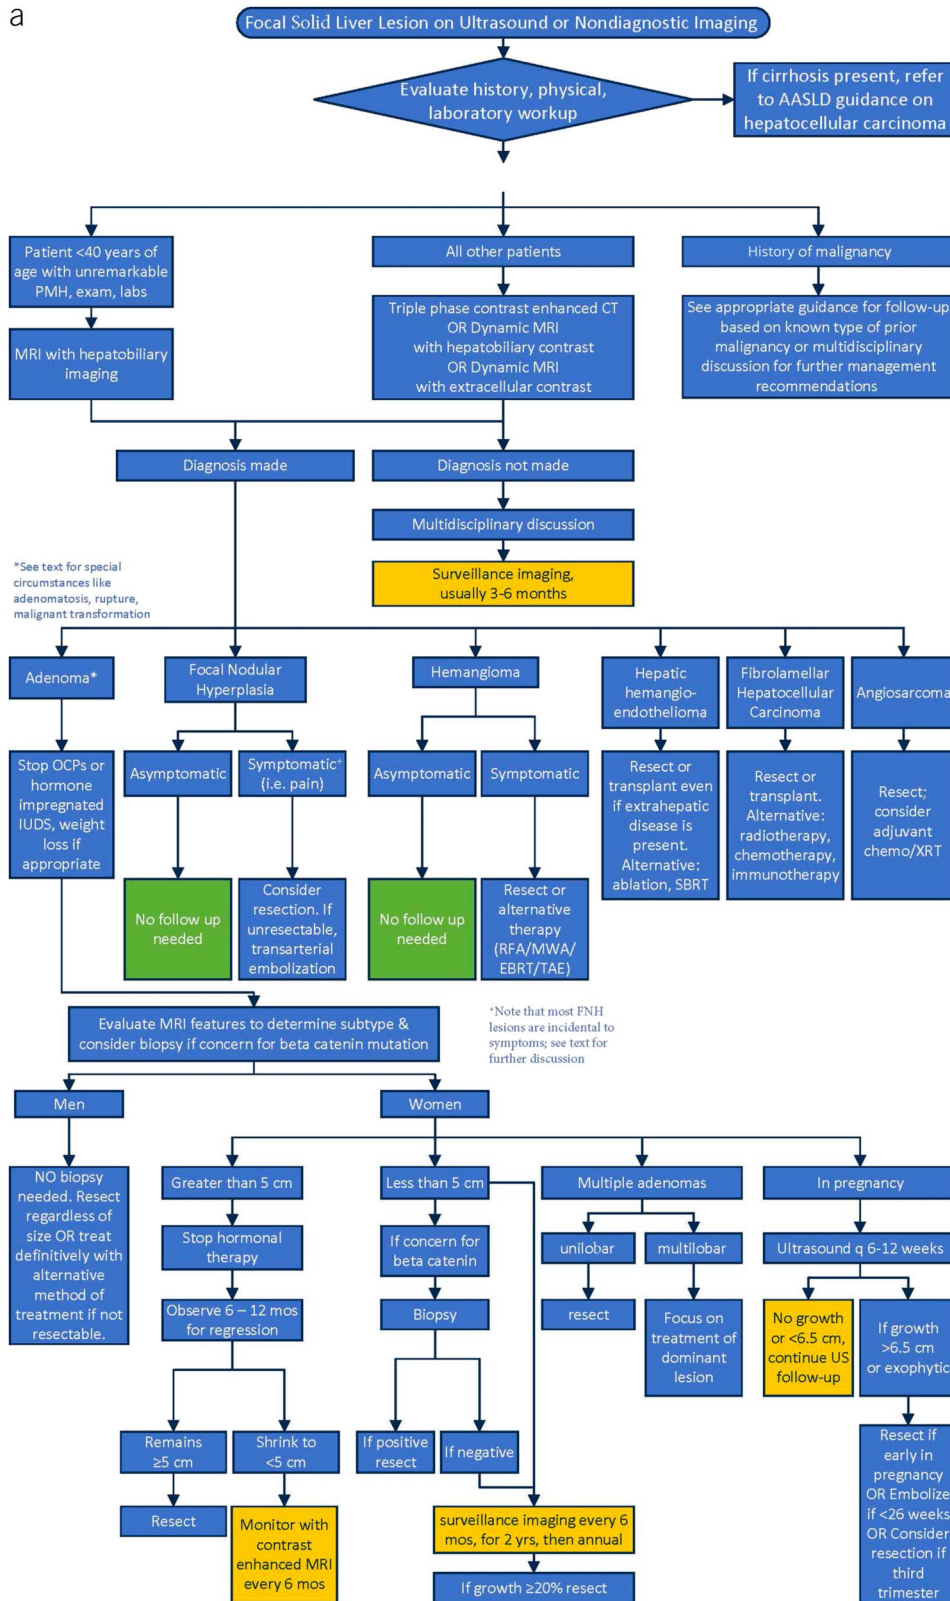 a
Focal Solid Liver Lesion on Ultrasound or Nondiagnostic Imaging
Evaluate history, physical,
laboratory workup
If cirrhosis present, refer
to AASLD guidance on
hepatocellular carcinoma
Patient <40 years of
age with unremarkable
PMH, exam, labs
All other patients
History of malignancy
MRI with hepatobiliary
imaging
Triple phase contrast enhanced CT
OR Dynamic MRI
with hepatobiliary contrast
OR Dynamic MRI
with extracellular contrast
See appropriate guidance for follow-up
based on known type of prior
malignancy or multidisciplinary
discussion for further management
recommendations
Diagnosis made
Diagnosis not made
Multidisciplinary discussion
Surveillance imaging,
usually 3-6 months
*See text for special
circumstances like
adenomatosis, rupture,
malignant transformation
Adenoma*
Focal Nodular
Hyperplasia
Hemangioma
Hepatic
hemangio-
endothelioma
Fibrolamellar
Hepatocellular
Carcinoma
Angiosarcoma
Stop OCPs or
hormone
impregnated
IUDS, weight
loss if
appropriate
Asymptomatic
Symptomatic⁺
(i.e. pain)
Asymptomatic
Symptomatic
Resect or
transplant even
if extrahepatic
disease is
present.
Alternative:
ablation, SBRT
Resect or
transplant.
Alternative:
radiotherapy,
chemotherapy,
immunotherapy
Resect;
consider
adjuvant
chemo/XRT
No follow up
needed
Consider
resection. If
unresectable,
transarterial
embolization
No follow up
needed
Resect or
alternative
therapy
(RFA/MWA/
EBRT/TAE)
Evaluate MRI features to determine subtype &
consider biopsy if concern for beta catenin mutation
⁺Note that most FNH
lesions are incidental to
symptoms; see text for
further discussion
Men
Women
NO biopsy
needed. Resect
regardless of
size OR treat
definitively with
alternative
method of
treatment if not
resectable.
Greater than 5 cm
Less than 5 cm
Multiple adenomas
In pregnancy
Stop hormonal
therapy
If concern for
beta catenin
unilobar
multilobar
Ultrasound q 6-12 weeks
Observe 6 – 12 mos
for regression
Biopsy
resect
Focus on
treatment of
dominant
lesion
No growth
or <6.5 cm,
continue US
follow-up
If growth
>6.5 cm
or exophytic
Remains
≥5 cm
Shrink to
<5 cm
If positive
resect
If negative
Resect
Monitor with
contrast
enhanced MRI
every 6 mos
surveillance imaging every 6
mos, for 2 yrs, then annual
If growth ≥20% resect
Resect if
early in
pregnancy
OR Embolize
if <26 weeks
OR Consider
resection if
third
trimester